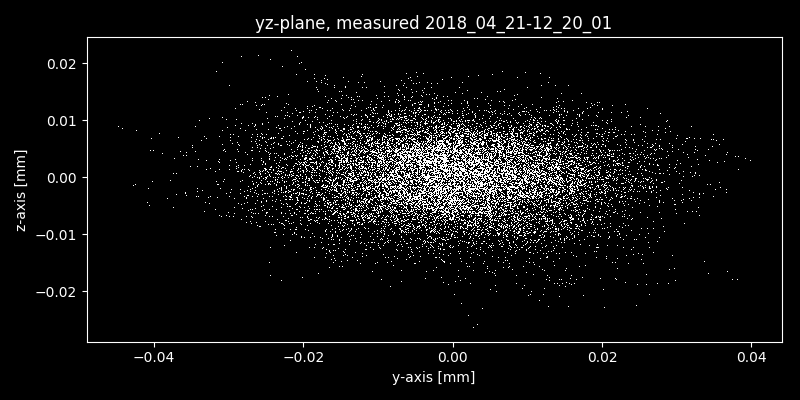 yz-plane, measured 2018_04_21-12_20_01
0.02
0.01
0.00
−0.01
−0.02
z-axis [mm]
−0.04 −0.02 0.00 0.02 0.04
y-axis [mm]